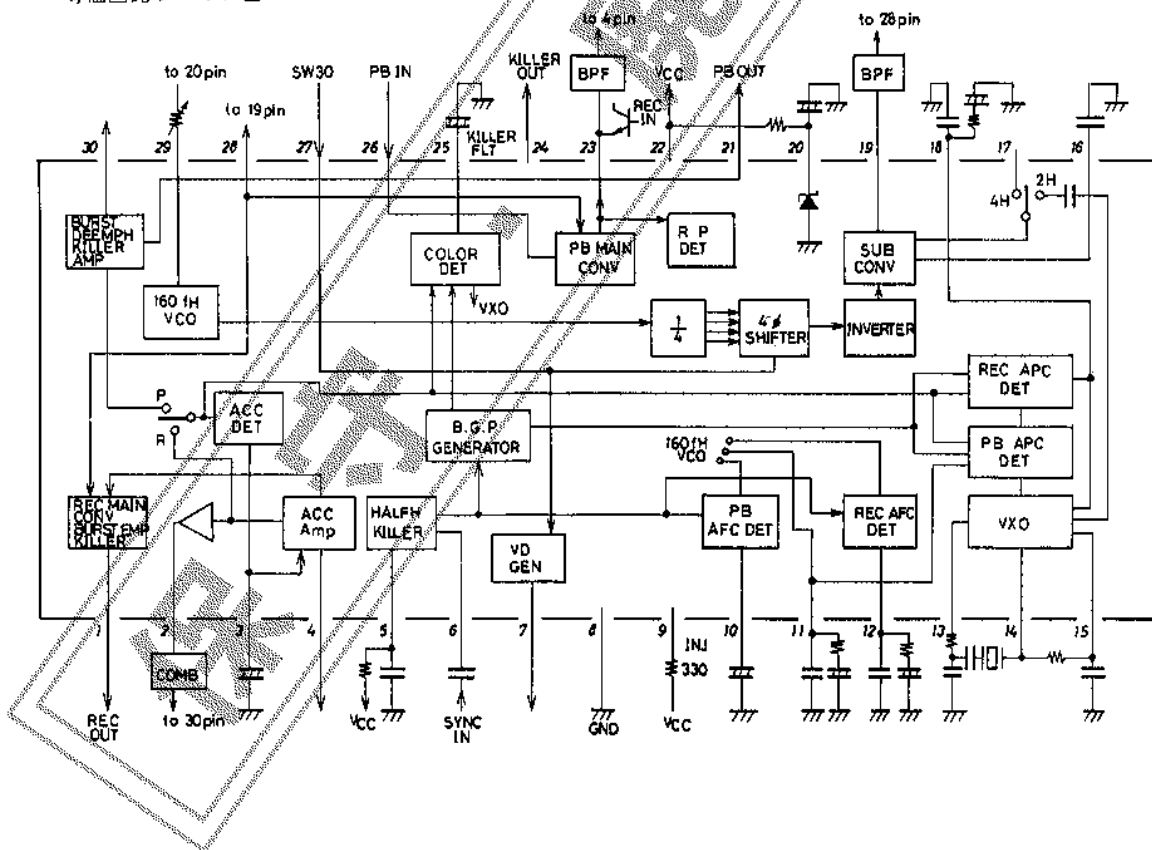 to 4pin
to 28pin
to 20pin
SW30
PB IN
KILLER
OUT
BPF
VCC
PB OUT
BPF
to 19pin
REC
IN
KILLER
FLT
30
29
28
27
26
25
24
23
22
21
20
19
18
17
16
2H
4H
BURST
DEEMPH
KILLER
AMP
COLOR
DET
PB MAIN
CONV
R P
DET
SUB
CONV
160 fH
VCO
VXO
1/4
4φ
SHIFTER
INVERTER
REC APC
DET
P
R
ACC
DET
B.G.P
GENERATOR
160 fH
VCO
PB APC
DET
REC MAIN
CONV
BURST EMP
KILLER
ACC
Amp
HALF H
KILLER
PB
AFC DET
REC AFC
DET
VXO
VD
GEN
1
2
3
4
5
6
7
8
9
10
11
12
13
14
15
INJ
330
COMB
REC
OUT
to 30pin
VCC
SYNC
IN
GND
VCC